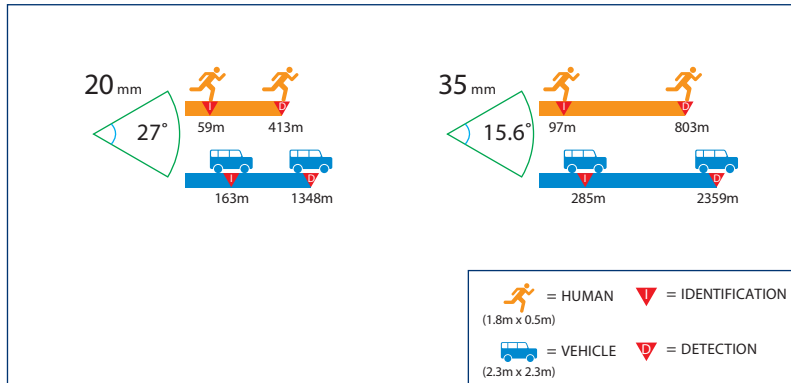 20 mm
27°
I
D
59m
413m
I
D
163m
1348m
35 mm
15.6°
I
D
97m
803m
I
D
285m
2359m
= HUMAN
(1.8m x 0.5m)
I = IDENTIFICATION
= VEHICLE
(2.3m x 2.3m)
D = DETECTION